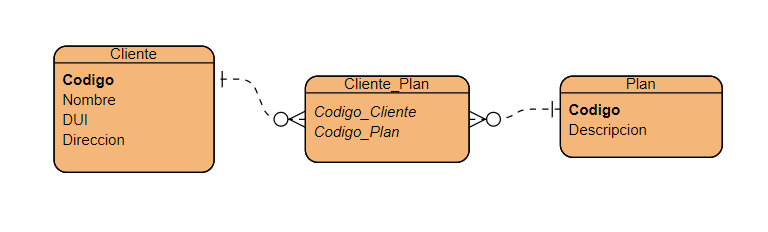 Cliente
Codigo
Nombre
DUI
Direccion
Cliente_Plan
Codigo_Cliente
Codigo_Plan
Plan
Codigo
Descripcion